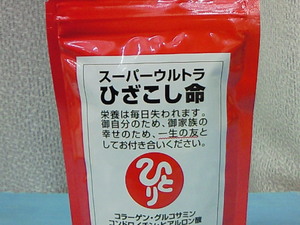 スーパーウルトラ
ひざこし命
栄養は毎日失われます。
御自分のため、御家族の
幸せのため、一生の友と
してお付き合いください。
ひとり
コラーゲン・グルコサミン
コンドロイチン・ヒアルロン酸